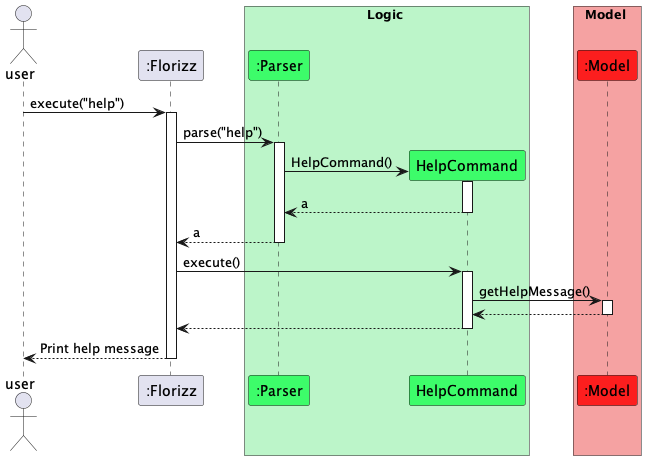 Logic
Model
user
:Florizz
:Parser
:Model
execute("help")
parse("help")
HelpCommand()
HelpCommand
a
a
execute()
getHelpMessage()
Print help message
user
:Florizz
:Parser
HelpCommand
:Model